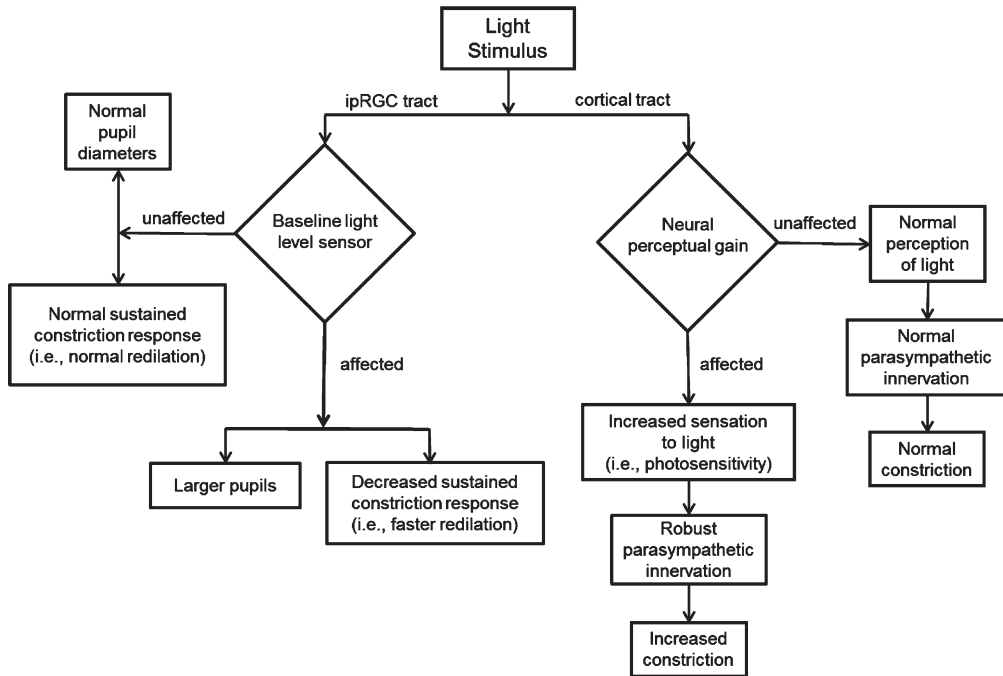 Light
Stimulus
ipRGC tract
cortical tract
Normal
pupil
diameters
unaffected
Baseline light
level sensor
Neural
perceptual gain
unaffected
Normal
perception
of light
Normal sustained
constriction response
(i.e., normal redilation)
affected
affected
Normal
parasympathetic
innervation
Larger pupils
Decreased sustained
constriction response
(i.e., faster redilation)
Increased sensation
to light
(i.e., photosensitivity)
Normal
constriction
Robust
parasympathetic
innervation
Increased
constriction